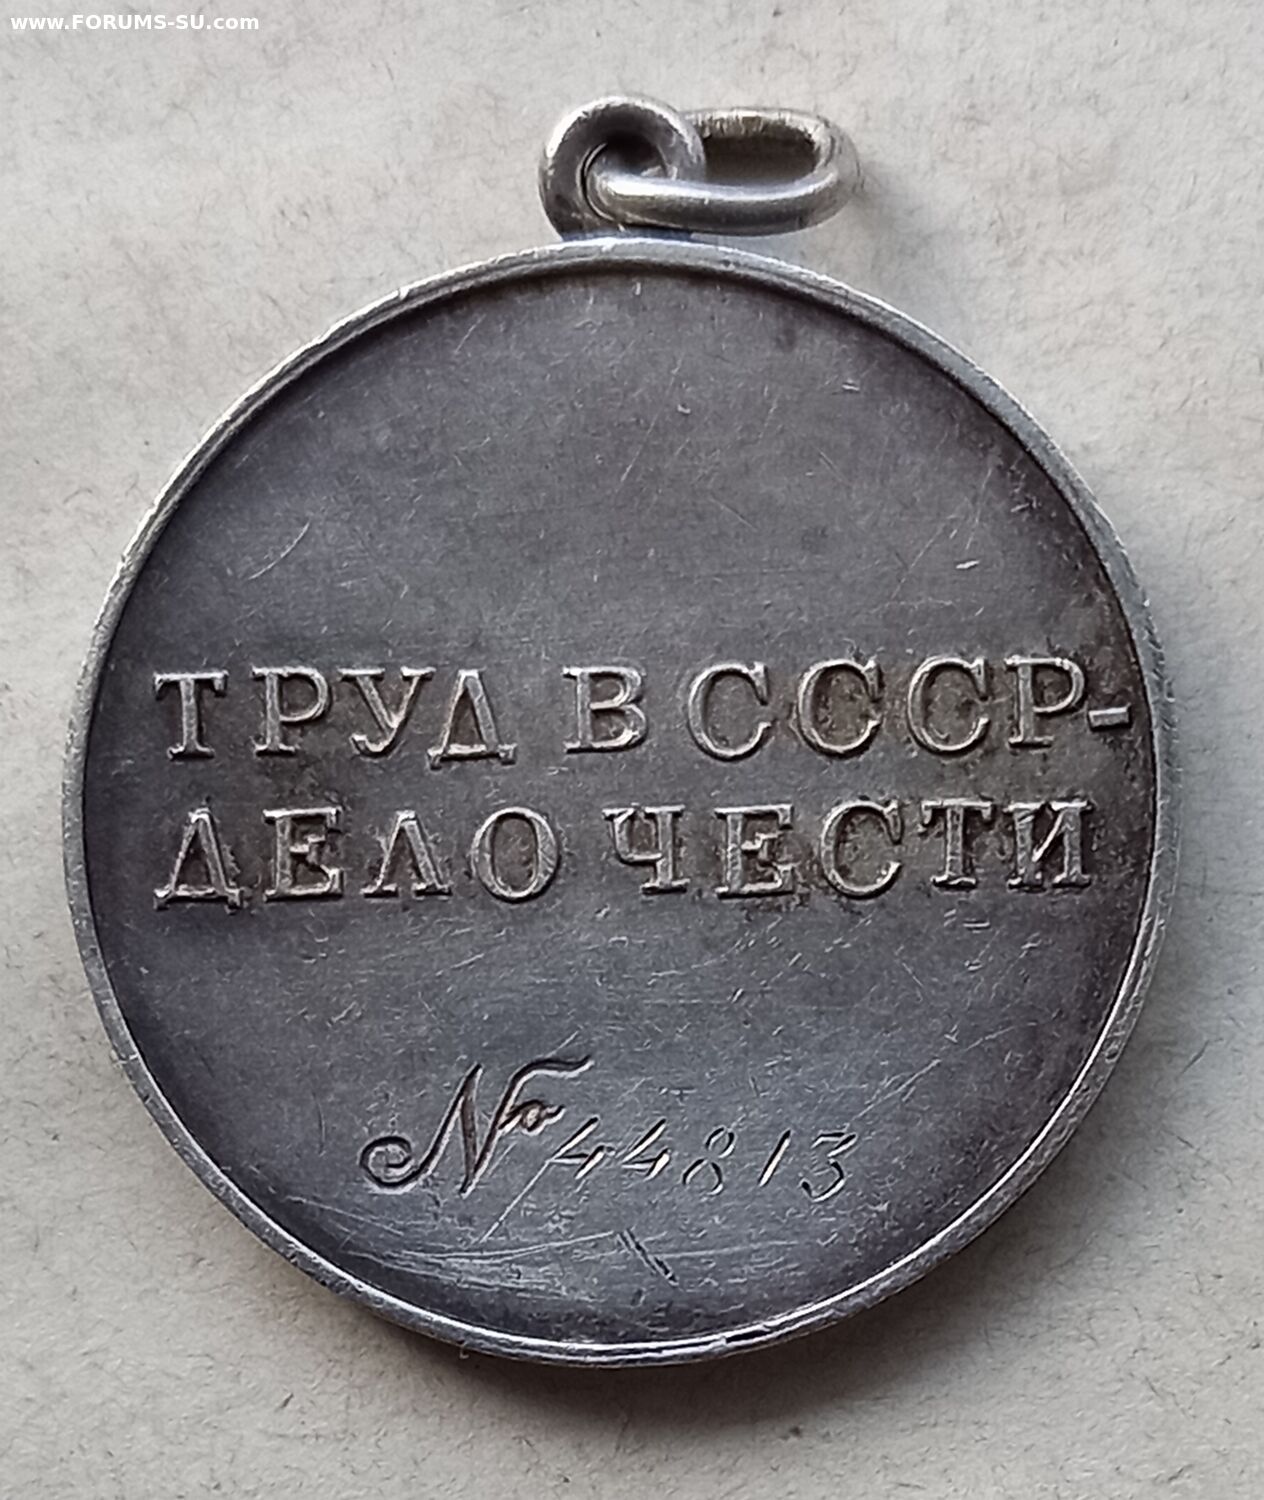 www.FORUMS-SU.com
ТРУД В СССР-
ДЕЛО ЧЕСТИ
№ 44813